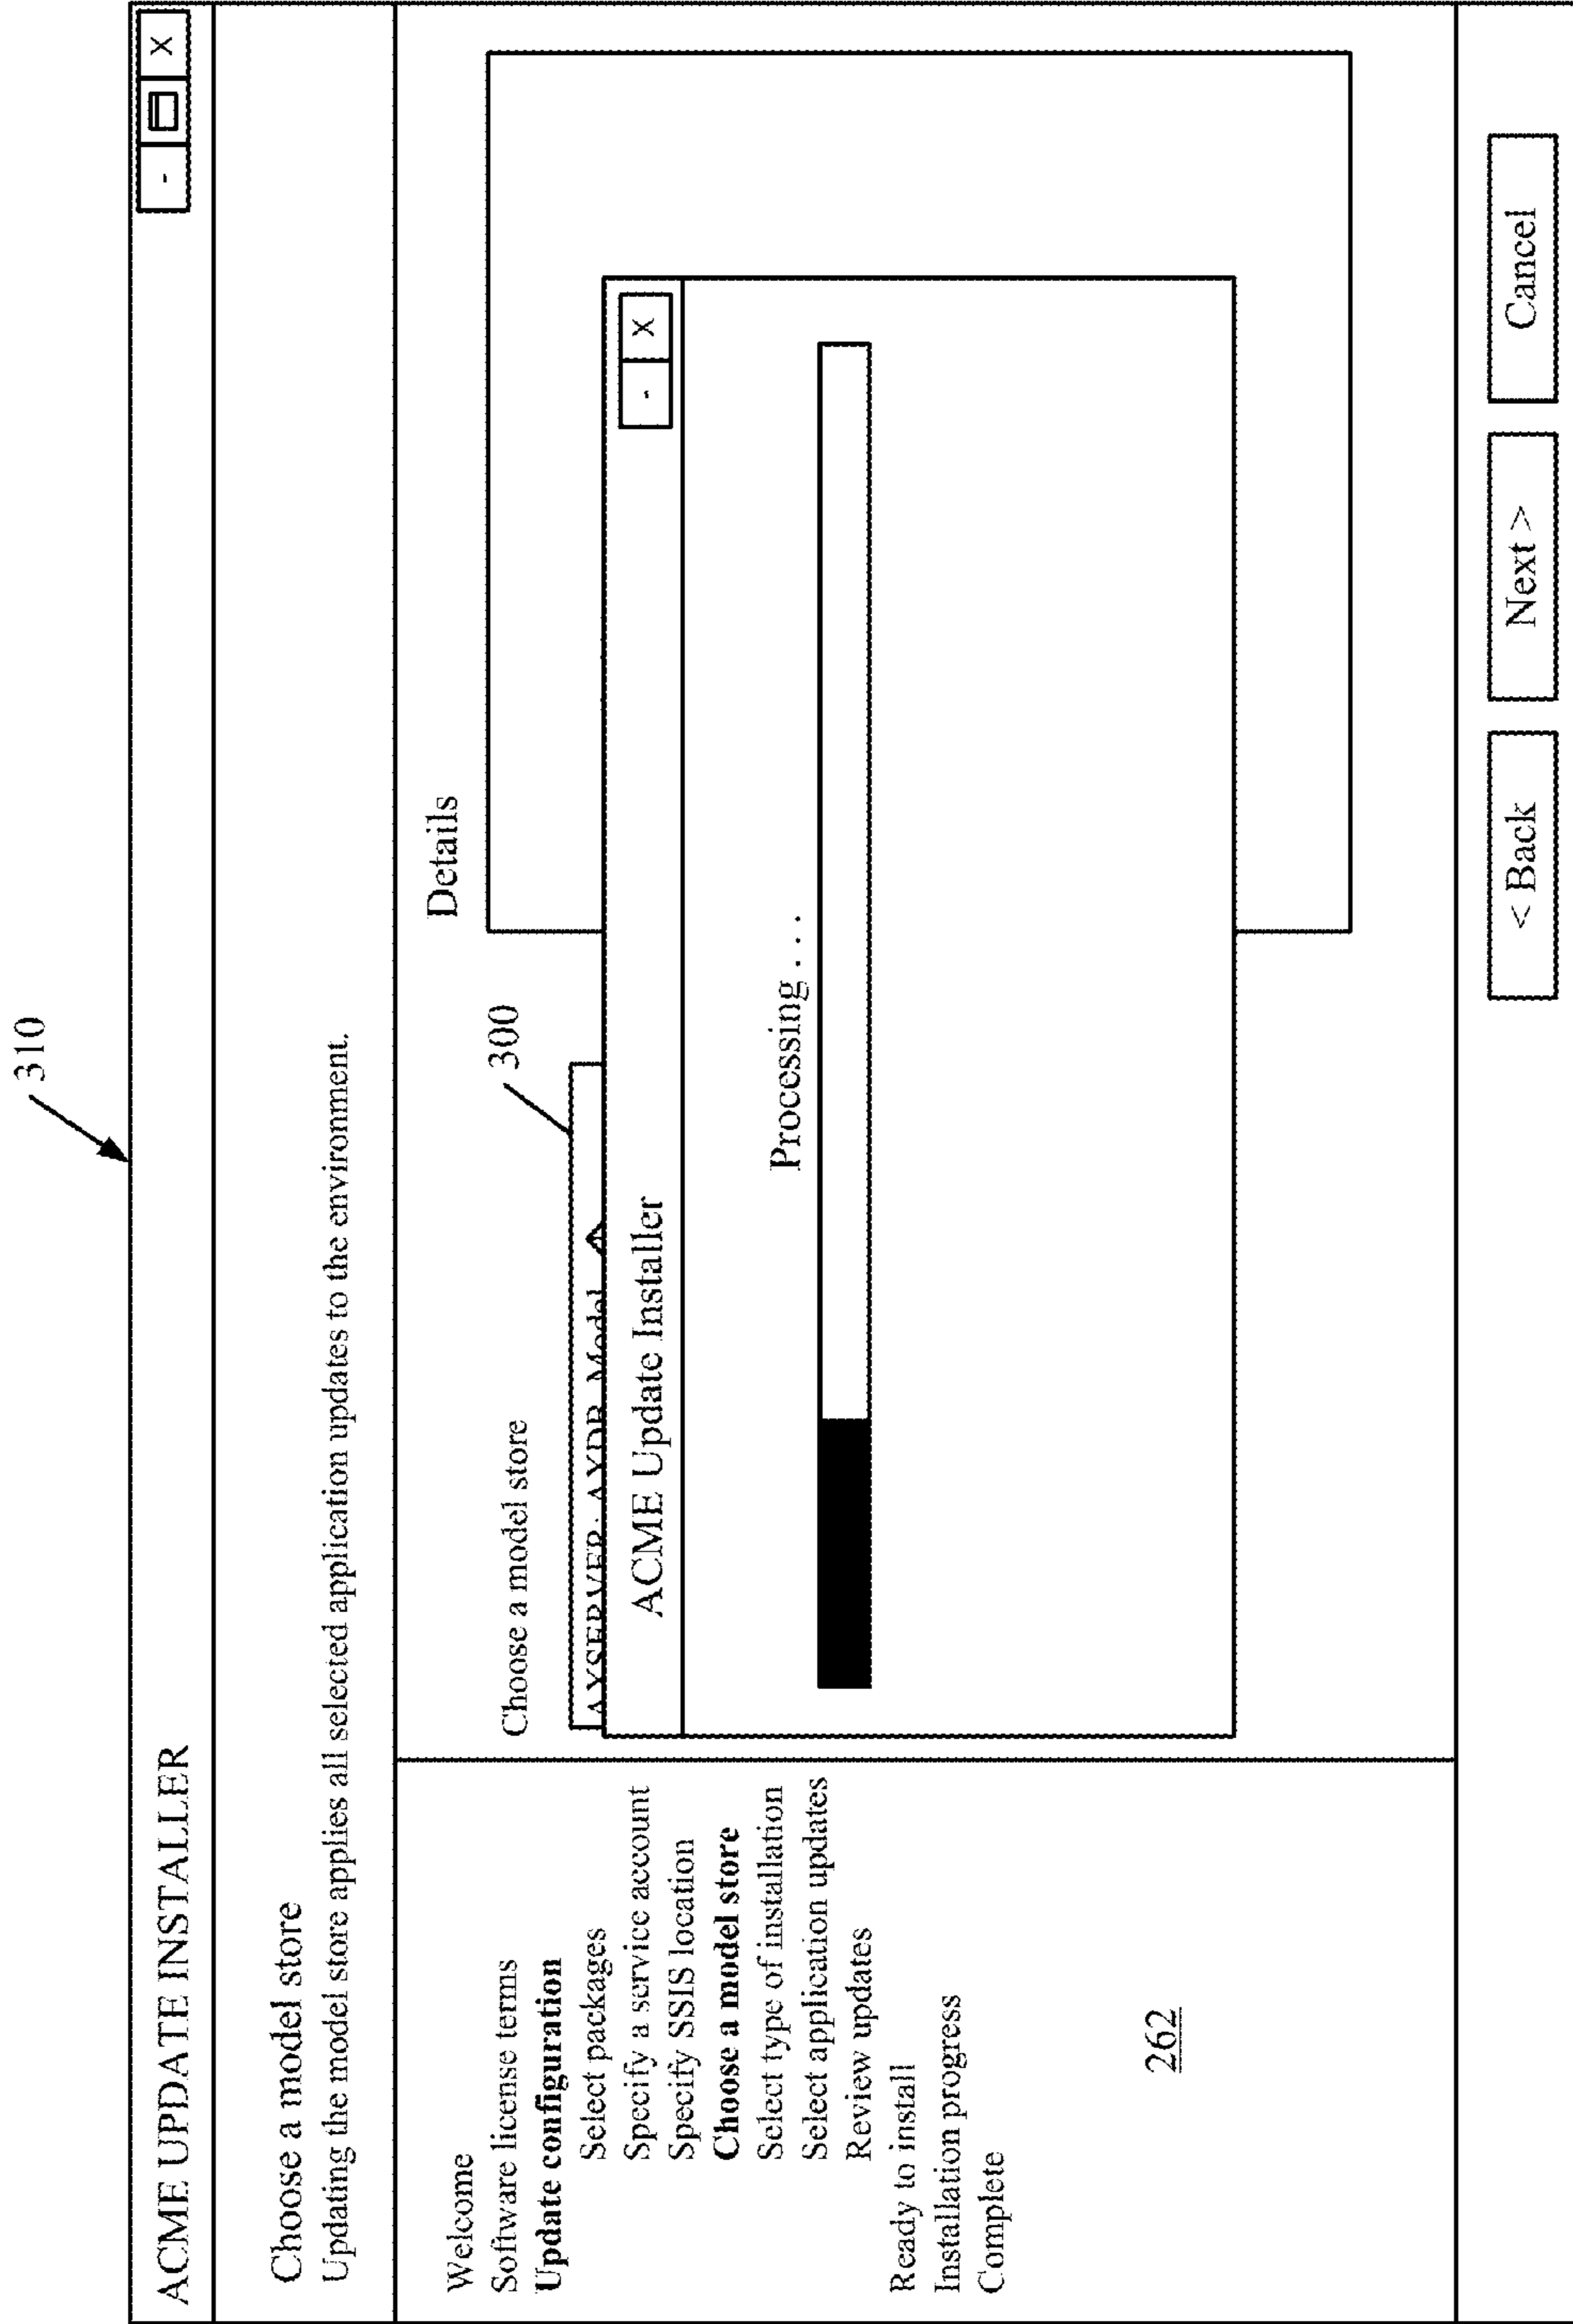 310
ACME UPDATE INSTALLER
- X
Choose a model store
Updating the model store applies all selected application updates to the environment.
Welcome
Software license terms
Update configuration
Select packages
Specify a service account
Specify SSIS location
Choose a model store
Select type of installation
Select application updates
Review updates
Ready to install
Installation progress
Complete
262
Choose a model store
300
AXSERVER: AXDB Model
Details
ACME Update Installer
- X
Processing . . .
< Back
Next >
Cancel